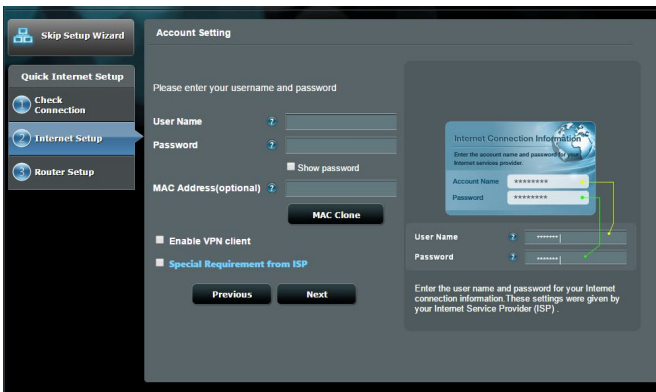 Skip Setup Wizard
Quick Internet Setup
1 Check
Connection
2 Internet Setup
3 Router Setup
Account Setting
Please enter your username and password
User Name ?
Password ?
Show password
MAC Address(optional) ?
MAC Clone
Enable VPN client
Special Requirement from ISP
Previous Next
Internet Connection Information
Enter the account name and password for your
Internet services provider.
Account Name ********
Password ********
User Name ? *******|
Password ? *******|
Enter the user name and password for your Internet
connection information.These settings were given by
your Internet Service Provider (ISP) .